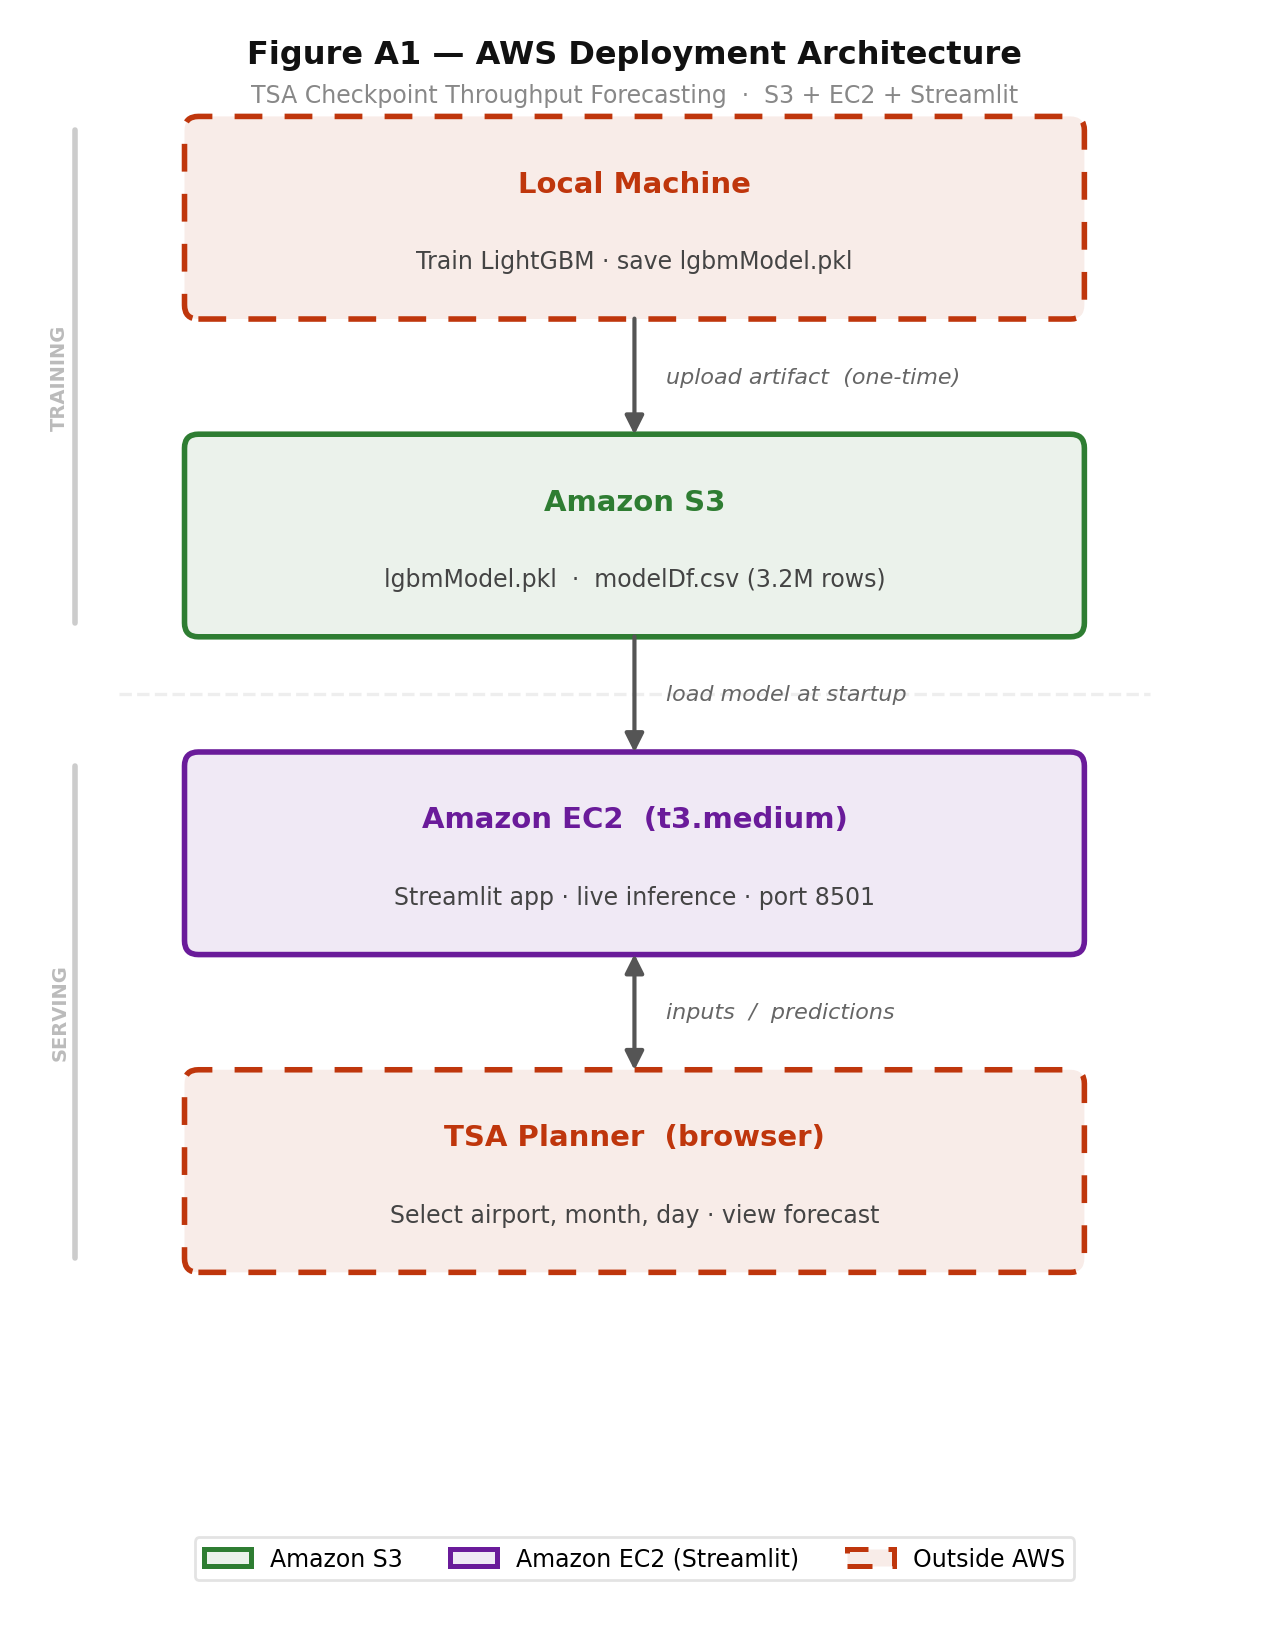 Figure A1 — AWS Deployment Architecture
TSA Checkpoint Throughput Forecasting · S3 + EC2 + Streamlit
Local Machine
Train LightGBM · save lgbmModel.pkl
TRAINING
upload artifact (one-time)
Amazon S3
lgbmModel.pkl · modelDf.csv (3.2M rows)
load model at startup
Amazon EC2 (t3.medium)
Streamlit app · live inference · port 8501
SERVING
inputs / predictions
TSA Planner (browser)
Select airport, month, day · view forecast
Amazon S3
Amazon EC2 (Streamlit)
Outside AWS